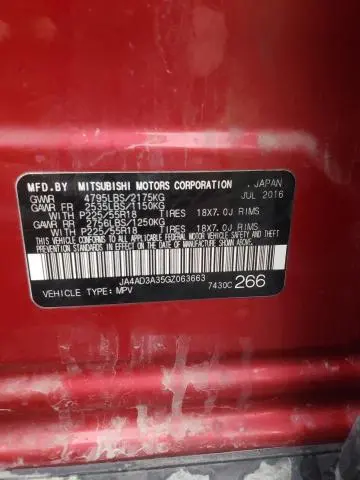 MFD.BY MITSUBISHI MOTORS CORPORATION , JAPAN
GVWR 4795LBS/2175KG JUL 2016
GAWR FR 2535LBS/1150KG
WITH P225/55R18 TIRES 18X7.0J RIMS
GAWR RR 2756LBS/1250KG
WITH P225/55R18 TIRES 18X7.0J RIMS
THIS VEHICLE CONFORMS TO ALL APPLICABLE FEDERAL
MOTOR VEHICLE SAFETY, BUMPER AND THEFT PREVENTION STANDARDS
IN EFFECT ON THE DATE OF MANUFACTURE SHOWN ABOVE.
JA4AD3A35GZ063663
VEHICLE TYPE: MPV 7430C 266